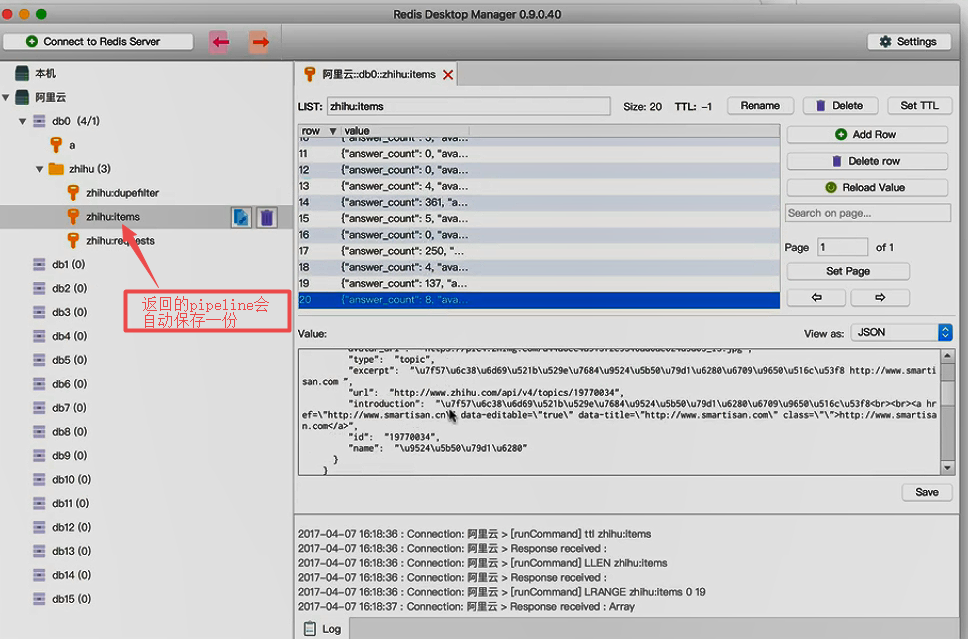 Redis Desktop Manager 0.9.0.40
Connect to Redis Server
Settings
本机
阿里云
db0 (4/1)
a
zhihu (3)
zhihu:dupefilter
zhihu:items
zhihu:requests
db1 (0)
db2 (0)
db3 (0)
db4 (0)
db5 (0)
db6 (0)
db7 (0)
db8 (0)
db9 (0)
db10 (0)
db11 (0)
db12 (0)
db13 (0)
db14 (0)
db15 (0)
返回的pipeline会
自动保存一份
阿里云::db0::zhihu:items
LIST: zhihu:items Size: 20 TTL: -1 Rename Delete Set TTL
row value
11 {"answer_count": 0, "ava...
12 {"answer_count": 0, "ava...
13 {"answer_count": 4, "ava...
14 {"answer_count": 361, "a...
15 {"answer_count": 5, "ava...
16 {"answer_count": 0, "ava...
17 {"answer_count": 250, "...
18 {"answer_count": 4, "ava...
19 {"answer_count": 137, "a...
20 {"answer_count": 8, "ava...
Add Row
Delete row
Reload Value
Search on page...
Page 1 of 1
Set Page
Value:
View as: JSON
"type": "topic",
"excerpt": "\u7f57\u6c38\u6d69\u521b\u529e\u7684\u9524\u5b50\u79d1\u6280\u6709\u9650\u516c\u53f8 http://www.smarti
san.com ",
"url": "http://www.zhihu.com/api/v4/topics/19770034",
"introduction": "\u7f57\u6c38\u6d69\u521b\u529e\u7684\u9524\u5b50\u79d1\u6280\u6709\u9650\u516c\u53f8<br><br><a hr
ef=\"http://www.smartisan.cn\" data-editable=\"true\" data-title=\"http://www.smartisan.com\" class=\"\">http://www.smartisa
n.com</a>",
"id": "19770034",
"name": "\u9524\u5b50\u79d1\u6280"
}
}
Save
2017-04-07 16:18:36 : Connection: 阿里云 > [runCommand] ttl zhihu:items
2017-04-07 16:18:36 : Connection: 阿里云 > Response received :
2017-04-07 16:18:36 : Connection: 阿里云 > [runCommand] LLEN zhihu:items
2017-04-07 16:18:36 : Connection: 阿里云 > Response received :
2017-04-07 16:18:36 : Connection: 阿里云 > [runCommand] LRANGE zhihu:items 0 19
2017-04-07 16:18:37 : Connection: 阿里云 > Response received : Array
Log